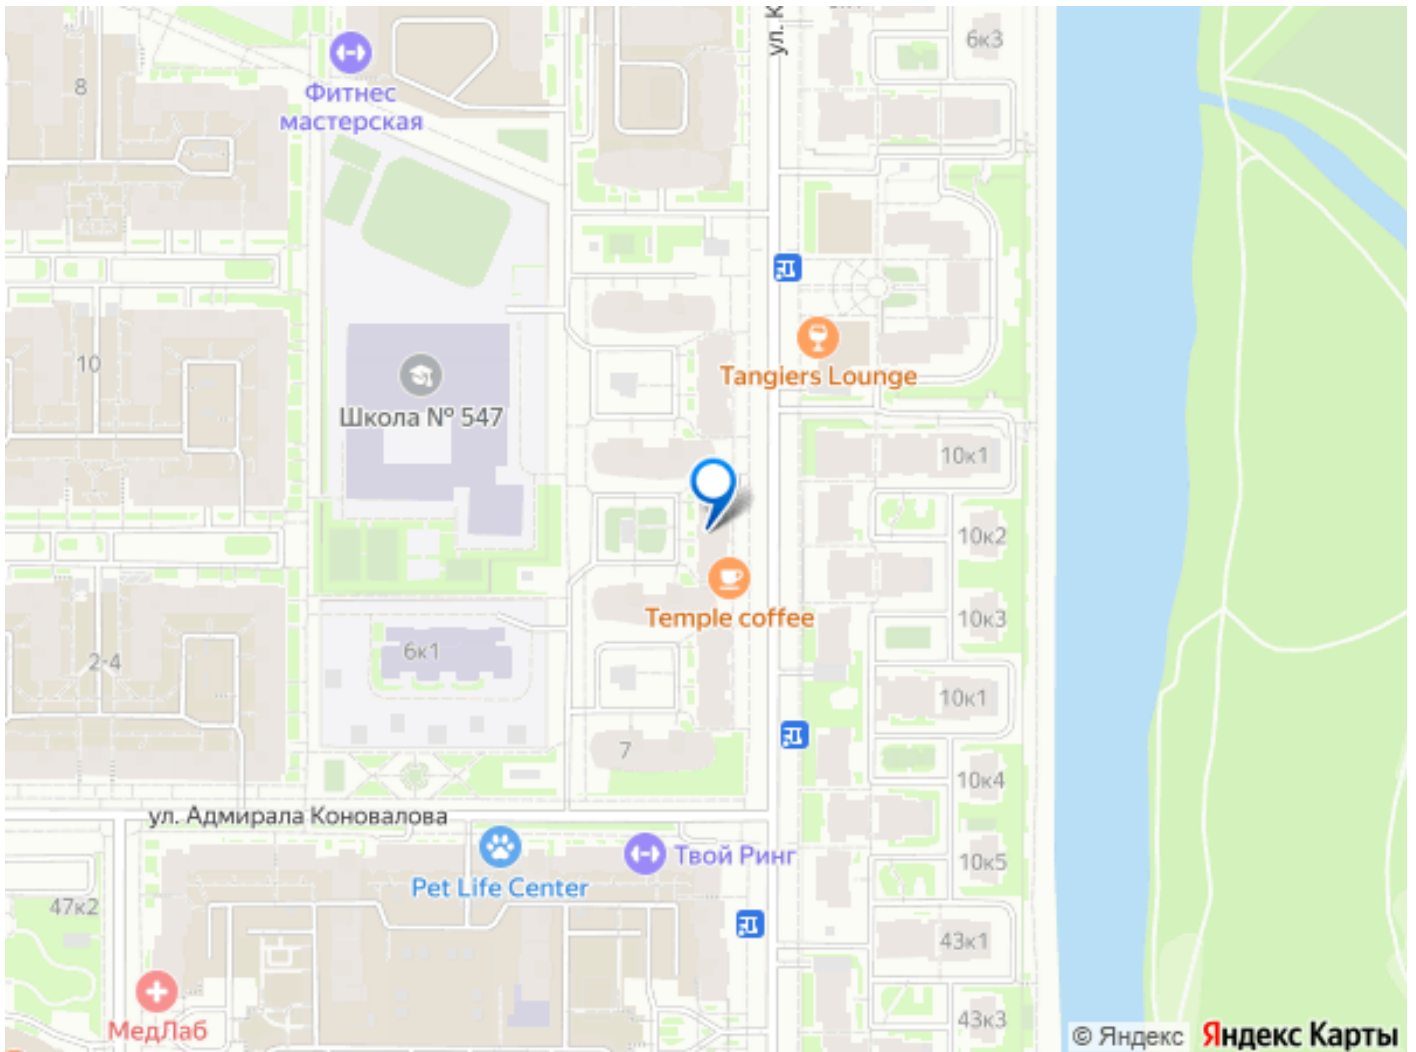 ул. К
6к3
8
Фитнес
мастерская
Tangiers Lounge
10
Школа № 547
10к1
10к2
Temple coffee
10к3
6к1
2-4
10к1
7
10к4
ул. Адмирала Коновалова
Твой Ринг
10к5
Pet Life Center
47к2
43к1
МедЛаб
43к3
© Яндекс Яндекс Карты